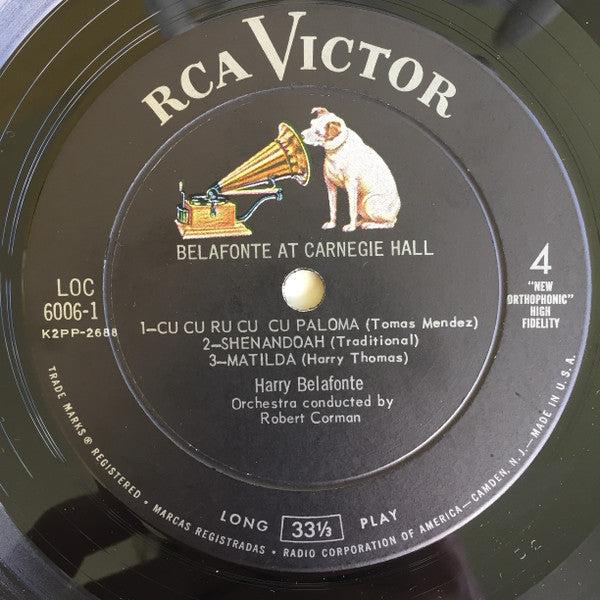 RCA VICTOR
BELAFONTE AT CARNEGIE HALL
LOC
6006-1
K2PP-2688
4
"NEW
ORTHOPHONIC"
HIGH
FIDELITY
1—CU CU RU CU CU PALOMA (Tomas Mendez)
2—SHENANDOAH (Traditional)
3—MATILDA (Harry Thomas)
Harry Belafonte
Orchestra conducted by
Robert Corman
LONG 33⅓ PLAY
TRADE MARKS ® REGISTERED • MARCAS REGISTRADAS • RADIO CORPORATION OF AMERICA—CAMDEN, N.J.—MADE IN U.S.A.